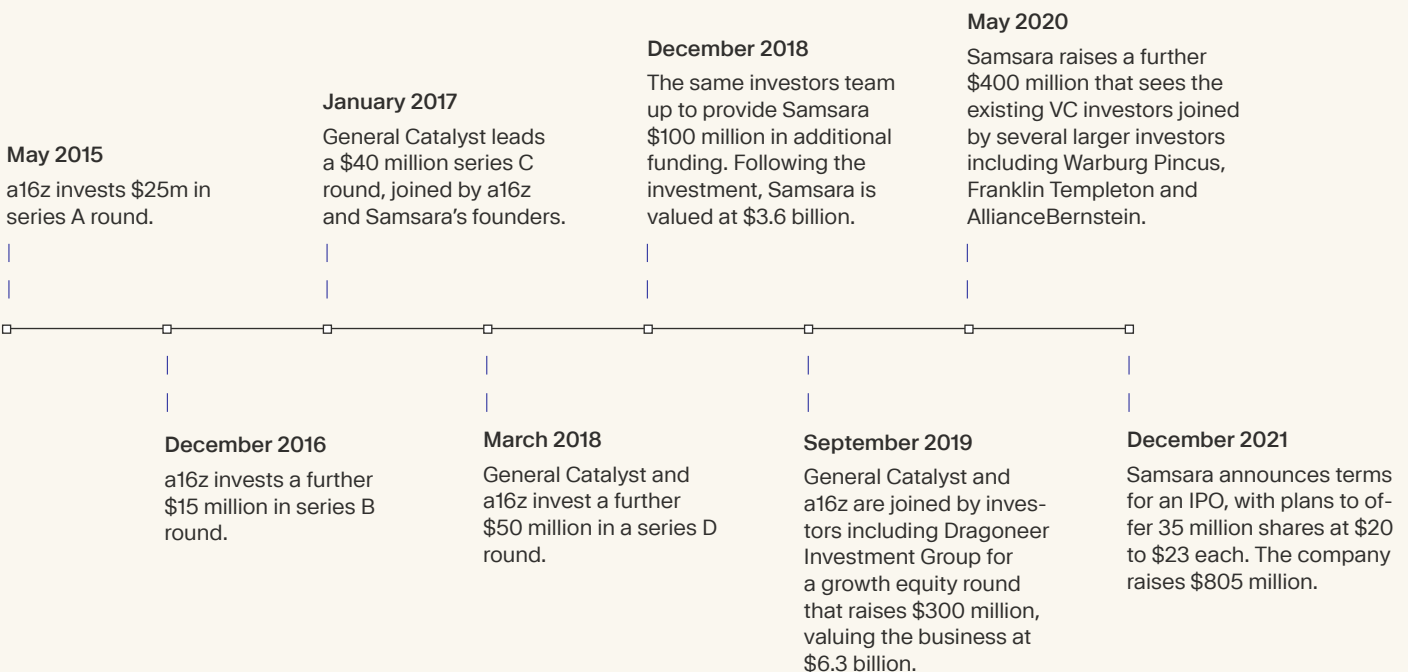 May 2015
a16z invests $25m in
series A round.
December 2016
a16z invests a further
$15 million in series B
round.
January 2017
General Catalyst leads
a $40 million series C
round, joined by a16z
and Samsara’s founders.
March 2018
General Catalyst and
a16z invest a further
$50 million in a series D
round.
December 2018
The same investors team
up to provide Samsara
$100 million in additional
funding. Following the
investment, Samsara is
valued at $3.6 billion.
September 2019
General Catalyst and
a16z are joined by inves-
tors including Dragoneer
Investment Group for
a growth equity round
that raises $300 million,
valuing the business at
$6.3 billion.
May 2020
Samsara raises a further
$400 million that sees the
existing VC investors joined
by several larger investors
including Warburg Pincus,
Franklin Templeton and
AllianceBernstein.
December 2021
Samsara announces terms
for an IPO, with plans to of-
fer 35 million shares at $20
to $23 each. The company
raises $805 million.